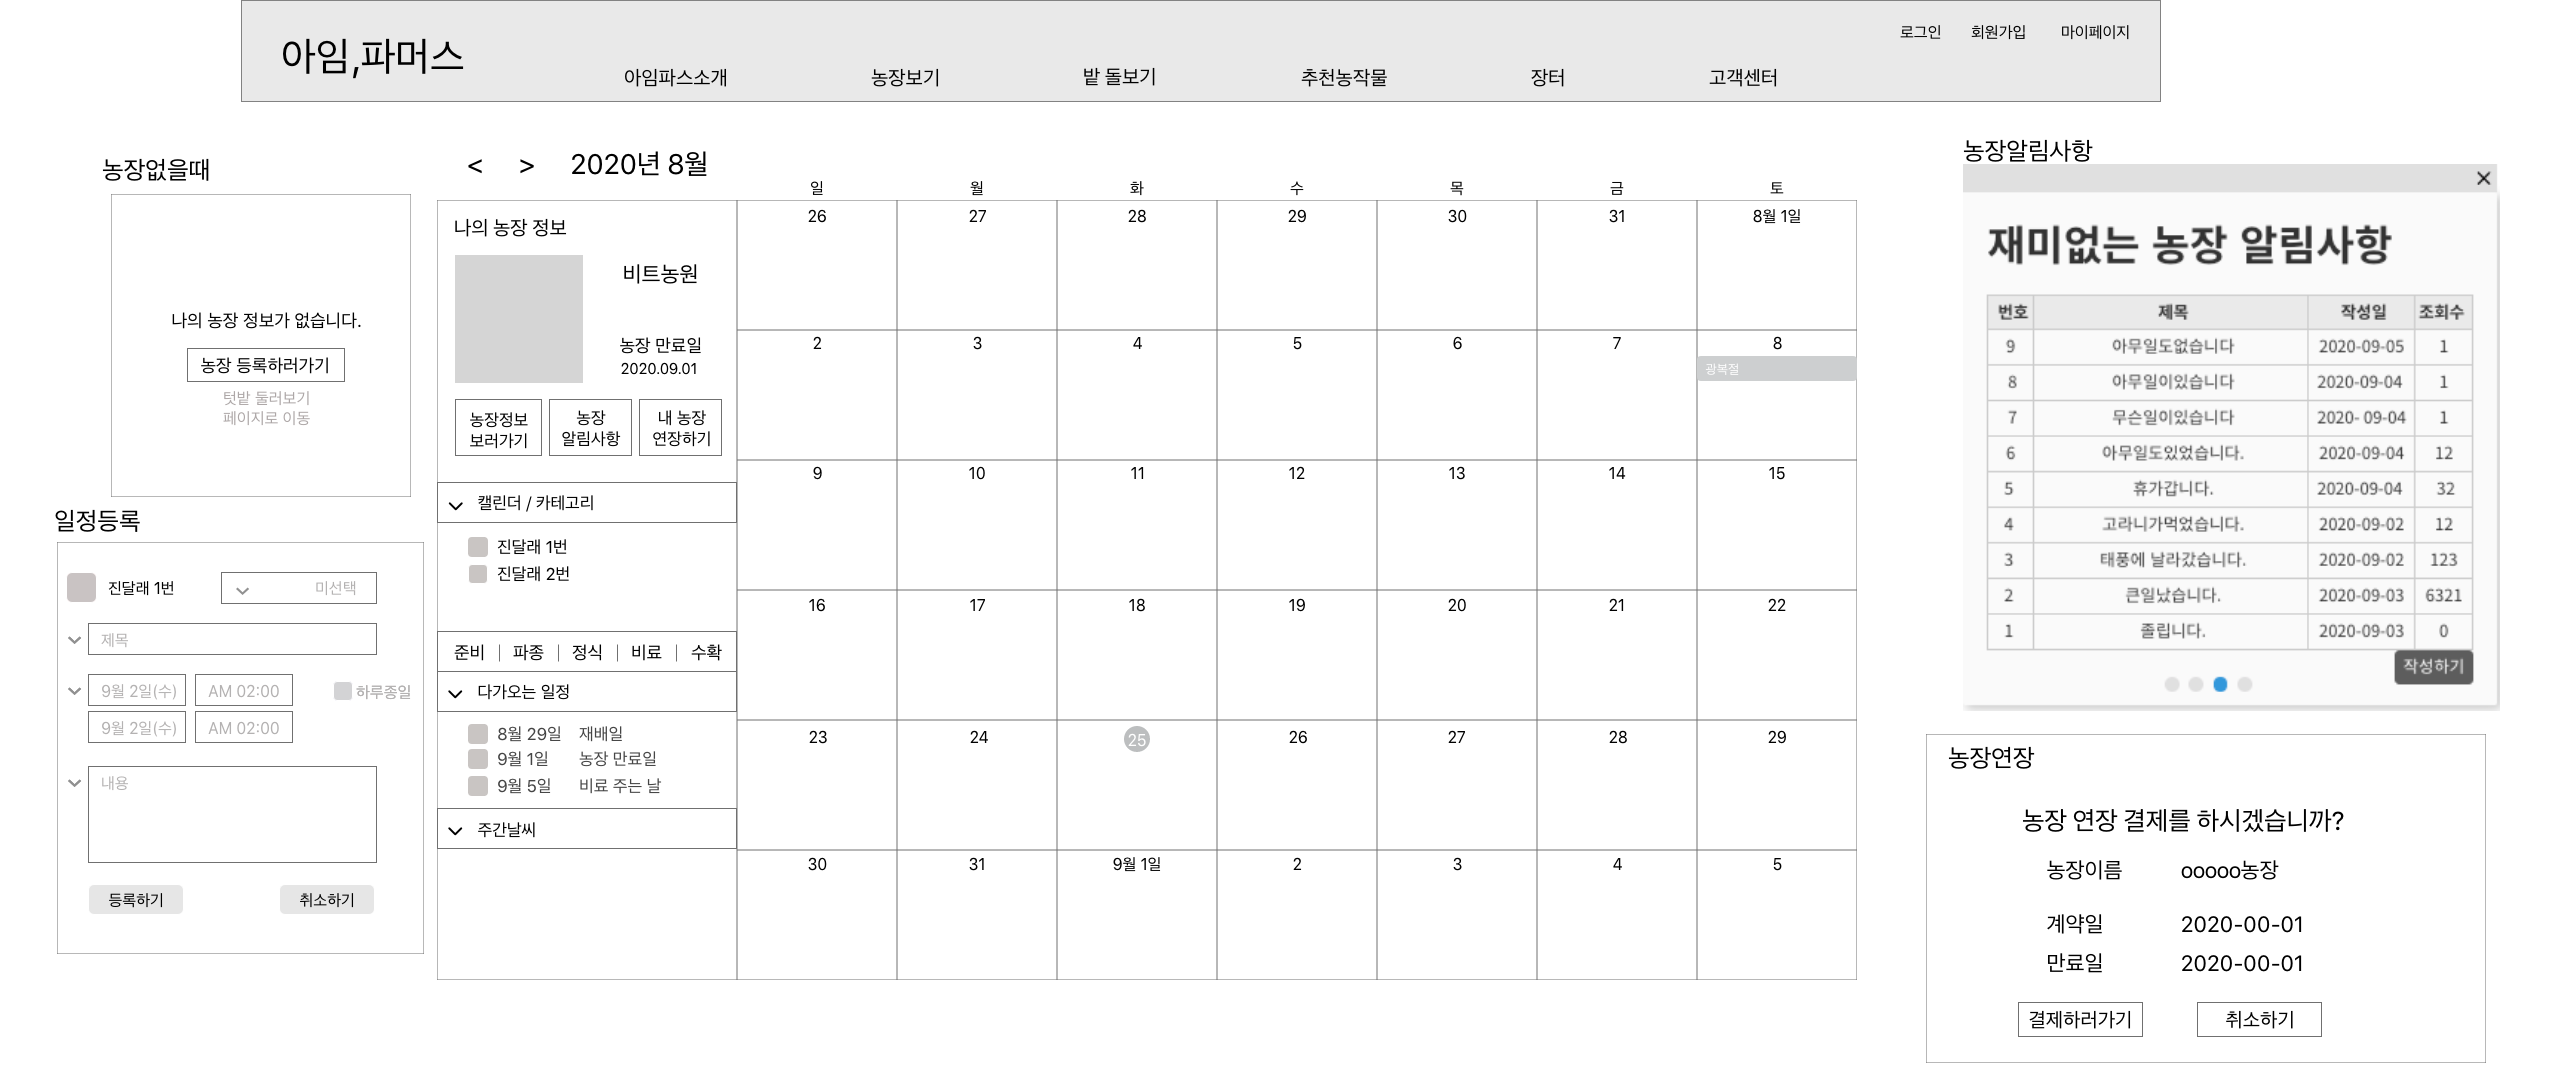 아임,파머스
로그인 회원가입 마이페이지
아임파스소개 농장보기 밭 돌보기 추천농작물 장터 고객센터
농장없을때
나의 농장 정보가 없습니다.
농장 등록하러가기
텃밭 둘러보기
페이지로 이동
일정등록
진달래 1번 미선택
제목
9월 2일(수) AM 02:00 하루종일
9월 2일(수) AM 02:00
내용
등록하기 취소하기
< > 2020년 8월
나의 농장 정보
비트농원
농장 만료일
2020.09.01
농장정보
보러가기
농장
알림사항
내 농장
연장하기
캘린더 / 카테고리
진달래 1번
진달래 2번
준비 | 파종 | 정식 | 비료 | 수확
다가오는 일정
8월 29일 재배일
9월 1일 농장 만료일
9월 5일 비료 주는 날
주간날씨
일 월 화 수 목 금 토
26 27 28 29 30 31 8월 1일
2 3 4 5 6 7 8
광복절
9 10 11 12 13 14 15
16 17 18 19 20 21 22
23 24 25 26 27 28 29
30 31 9월 1일 2 3 4 5
농장알림사항
재미없는 농장 알림사항
번호 제목 작성일 조회수
9 아무일도없습니다 2020-09-05 1
8 아무일이있습니다 2020-09-04 1
7 무슨일이있습니다 2020- 09-04 1
6 아무일도있었습니다. 2020-09-04 12
5 휴가갑니다. 2020-09-04 32
4 고라니가먹었습니다. 2020-09-02 12
3 태풍에 날라갔습니다. 2020-09-02 123
2 큰일났습니다. 2020-09-03 6321
1 졸립니다. 2020-09-03 0
작성하기
농장연장
농장 연장 결제를 하시겠습니까?
농장이름 ooooo농장
계약일 2020-00-01
만료일 2020-00-01
결제하러가기 취소하기